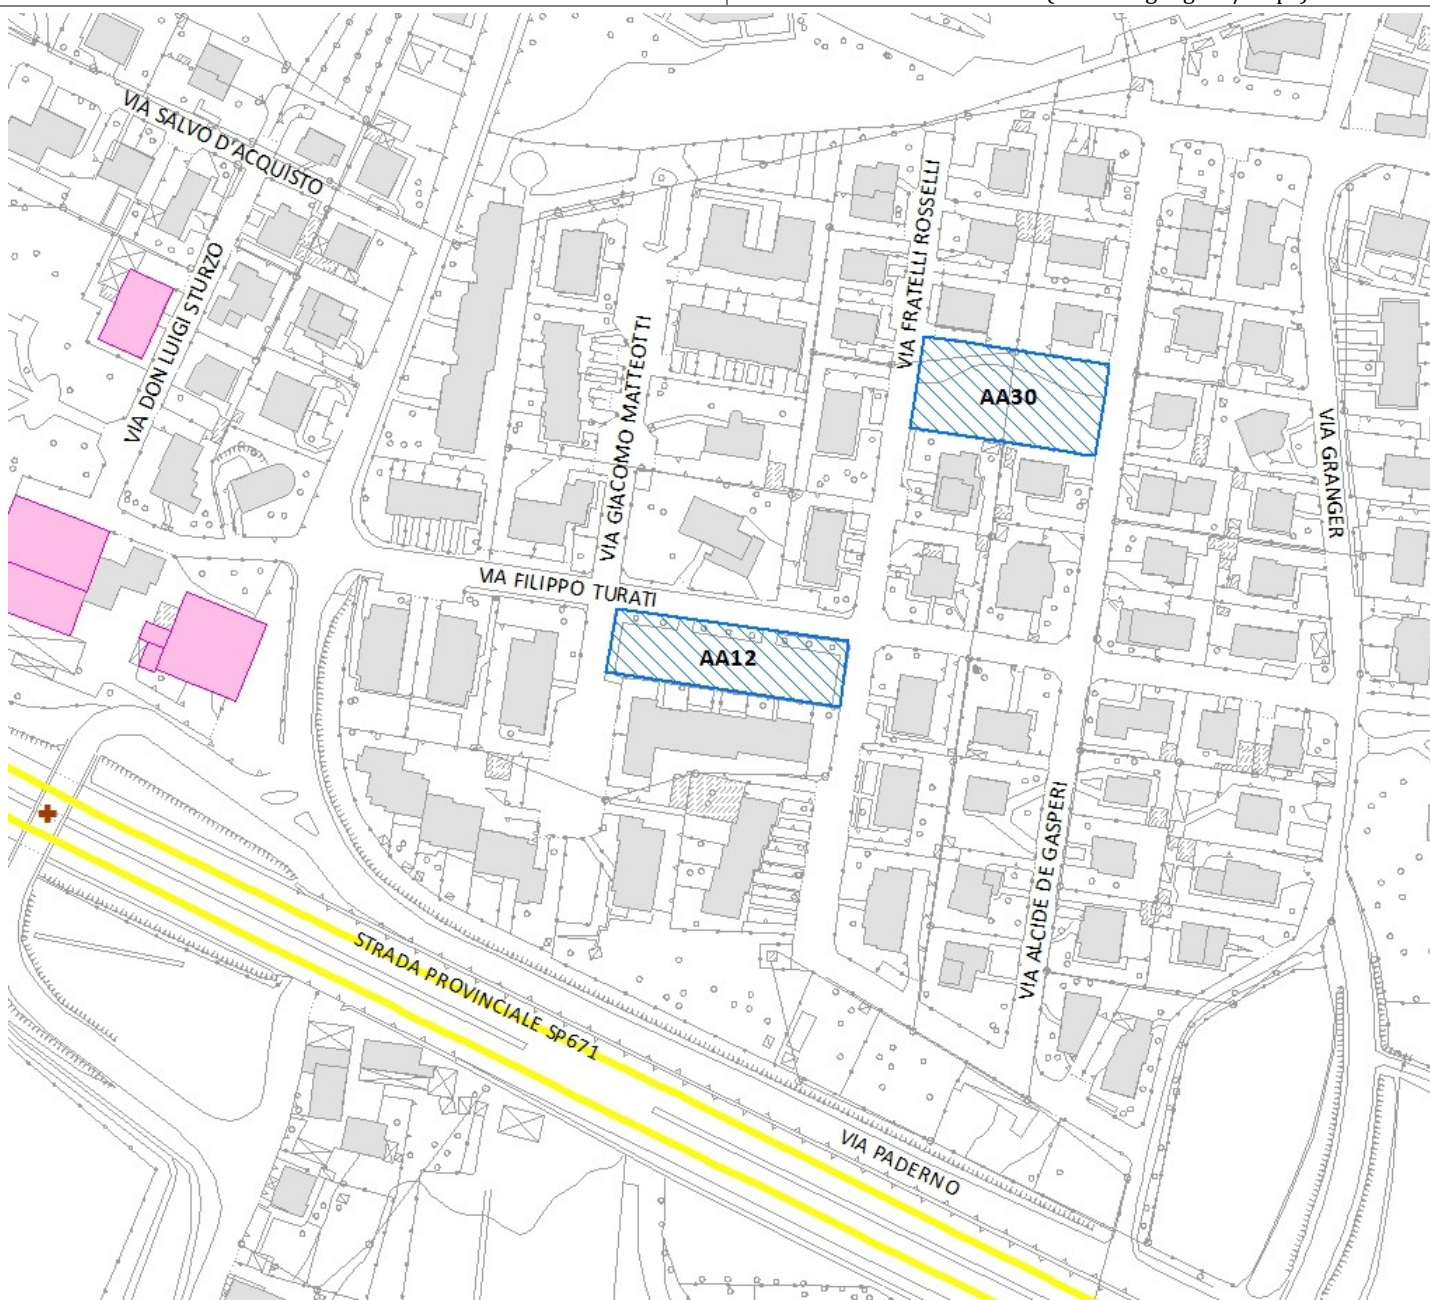 VIA SALVO D'ACQUISTO
VIA DON LUIGI STURZO
VIA FRATELLI ROSSELLI
VIA GIACOMO MATTEOTTI
AA30
VIA GRANGER
VIA FILIPPO TURATI
AA12
VIA ALCIDE DE GASPERI
STRADA PROVINCIALE SP671
VIA PADERNO